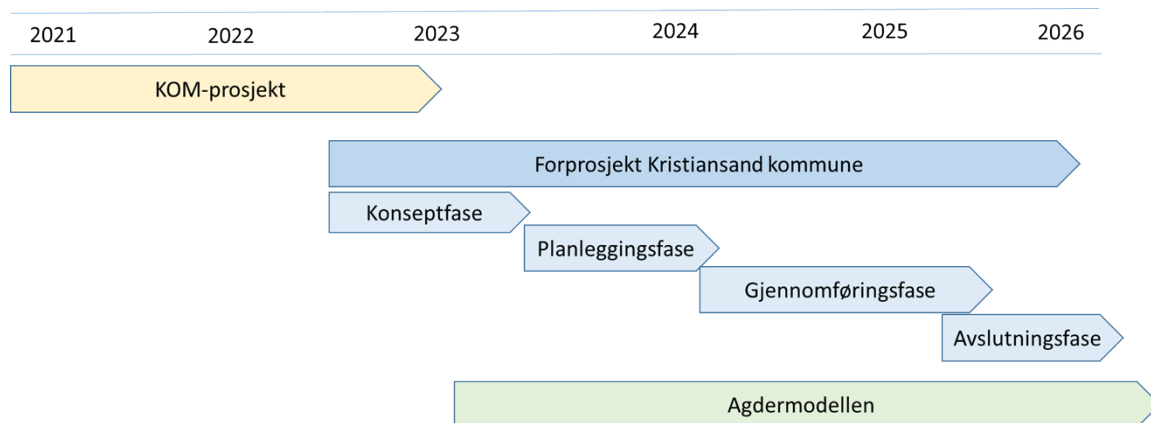 2021 2022 2023 2024 2025 2026
KOM-prosjekt
Forprosjekt Kristiansand kommune
Konseptfase
Planleggingsfase
Gjennomføringsfase
Avslutningsfase
Agdermodellen